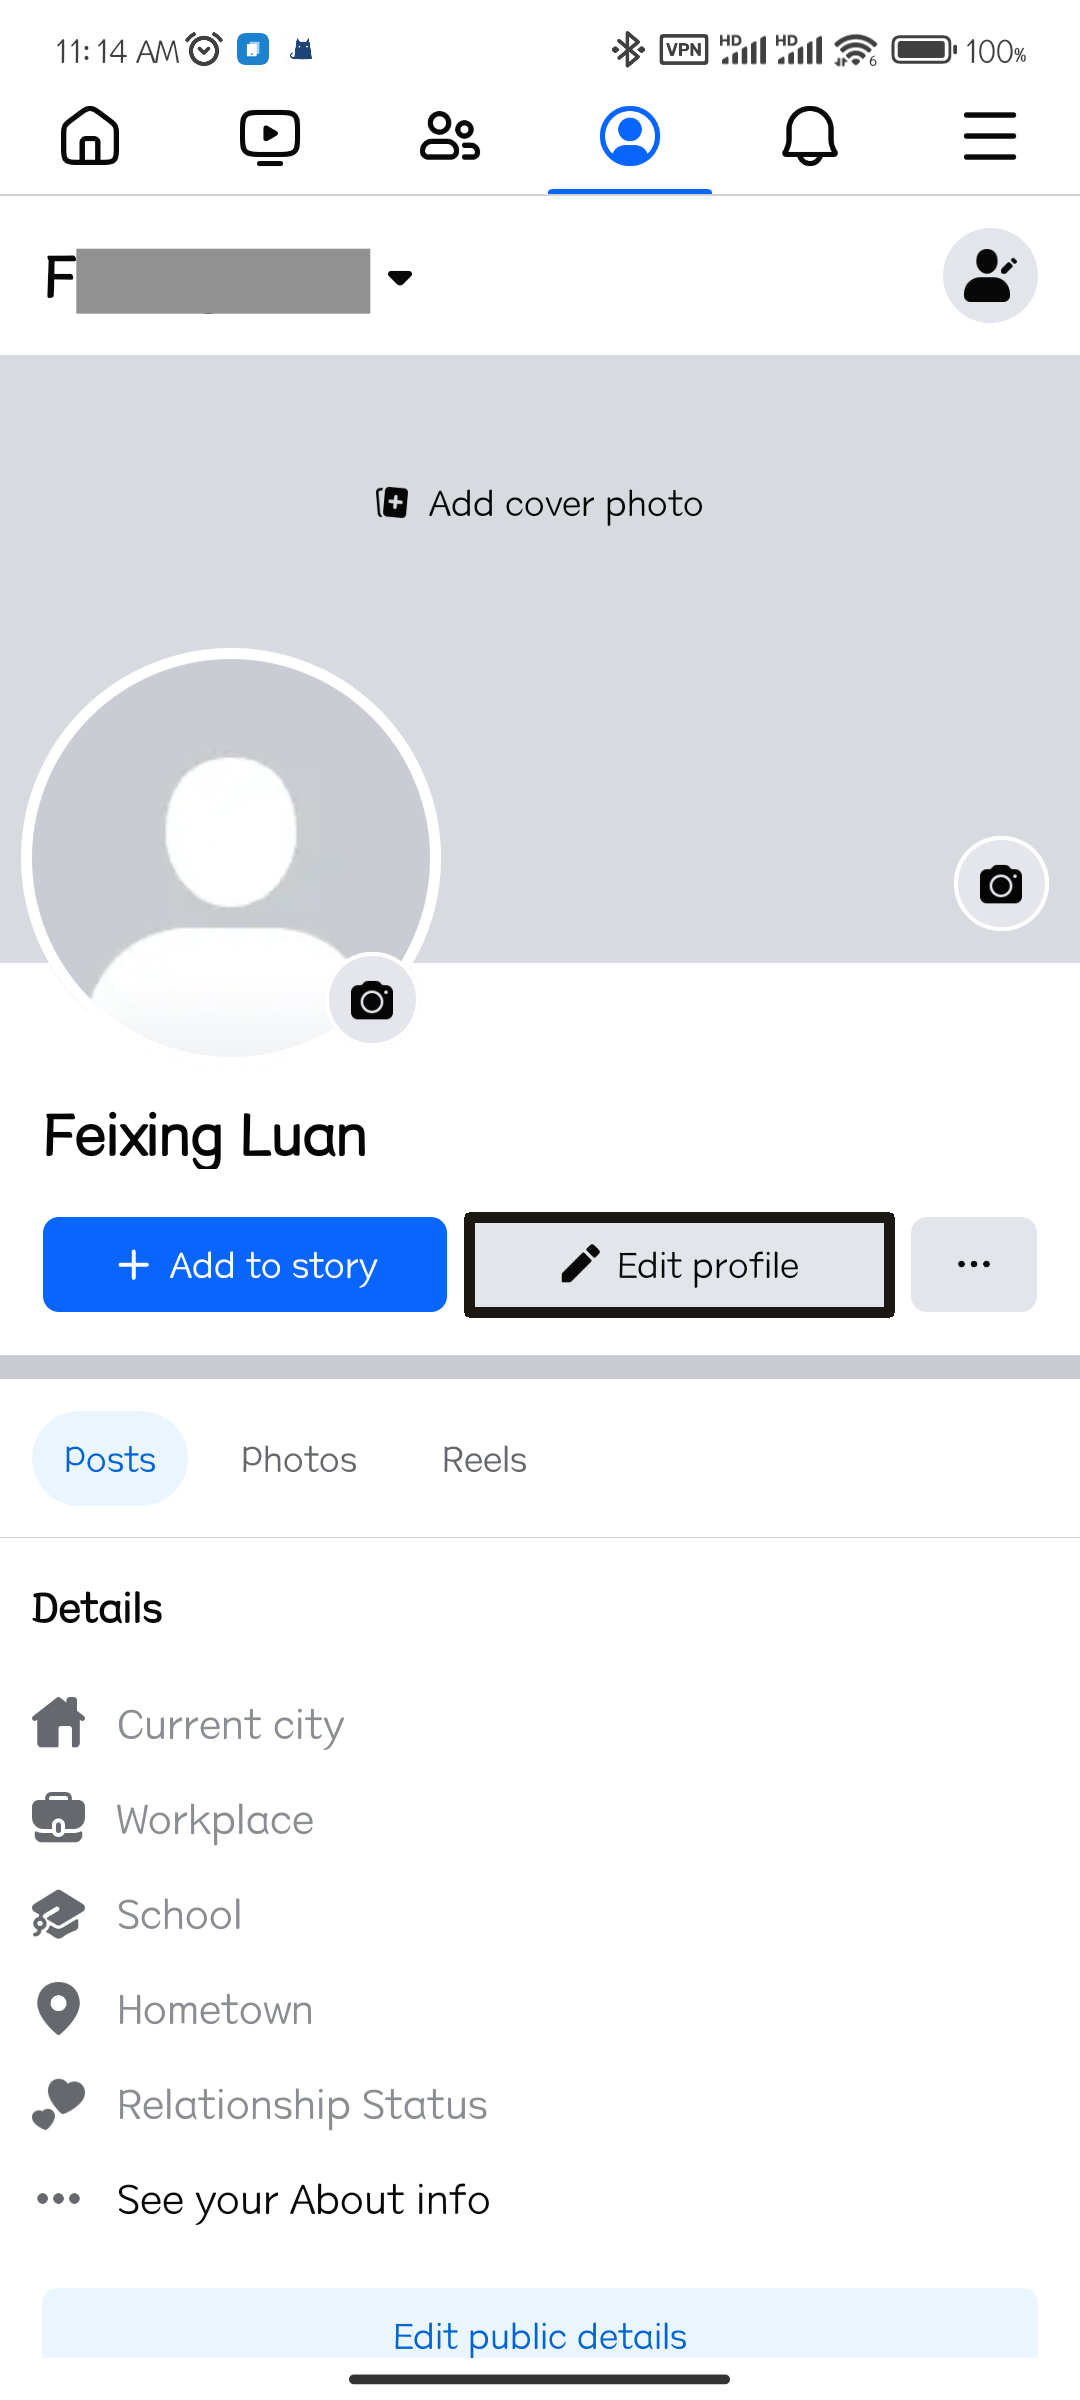 11:14 AM VPN HD HD 6 100%
F
Add cover photo
Feixing Luan
Add to story
Edit profile
Posts Photos Reels
Details
Current city
Workplace
School
Hometown
Relationship Status
See your About info
Edit public details